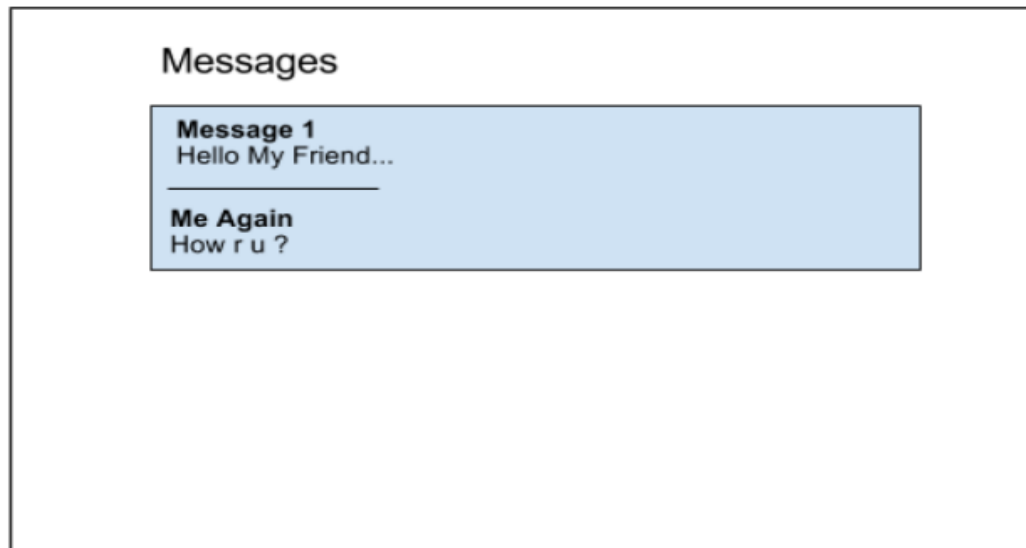 Messages
Message 1
Hello My Friend...
Me Again
How r u ?